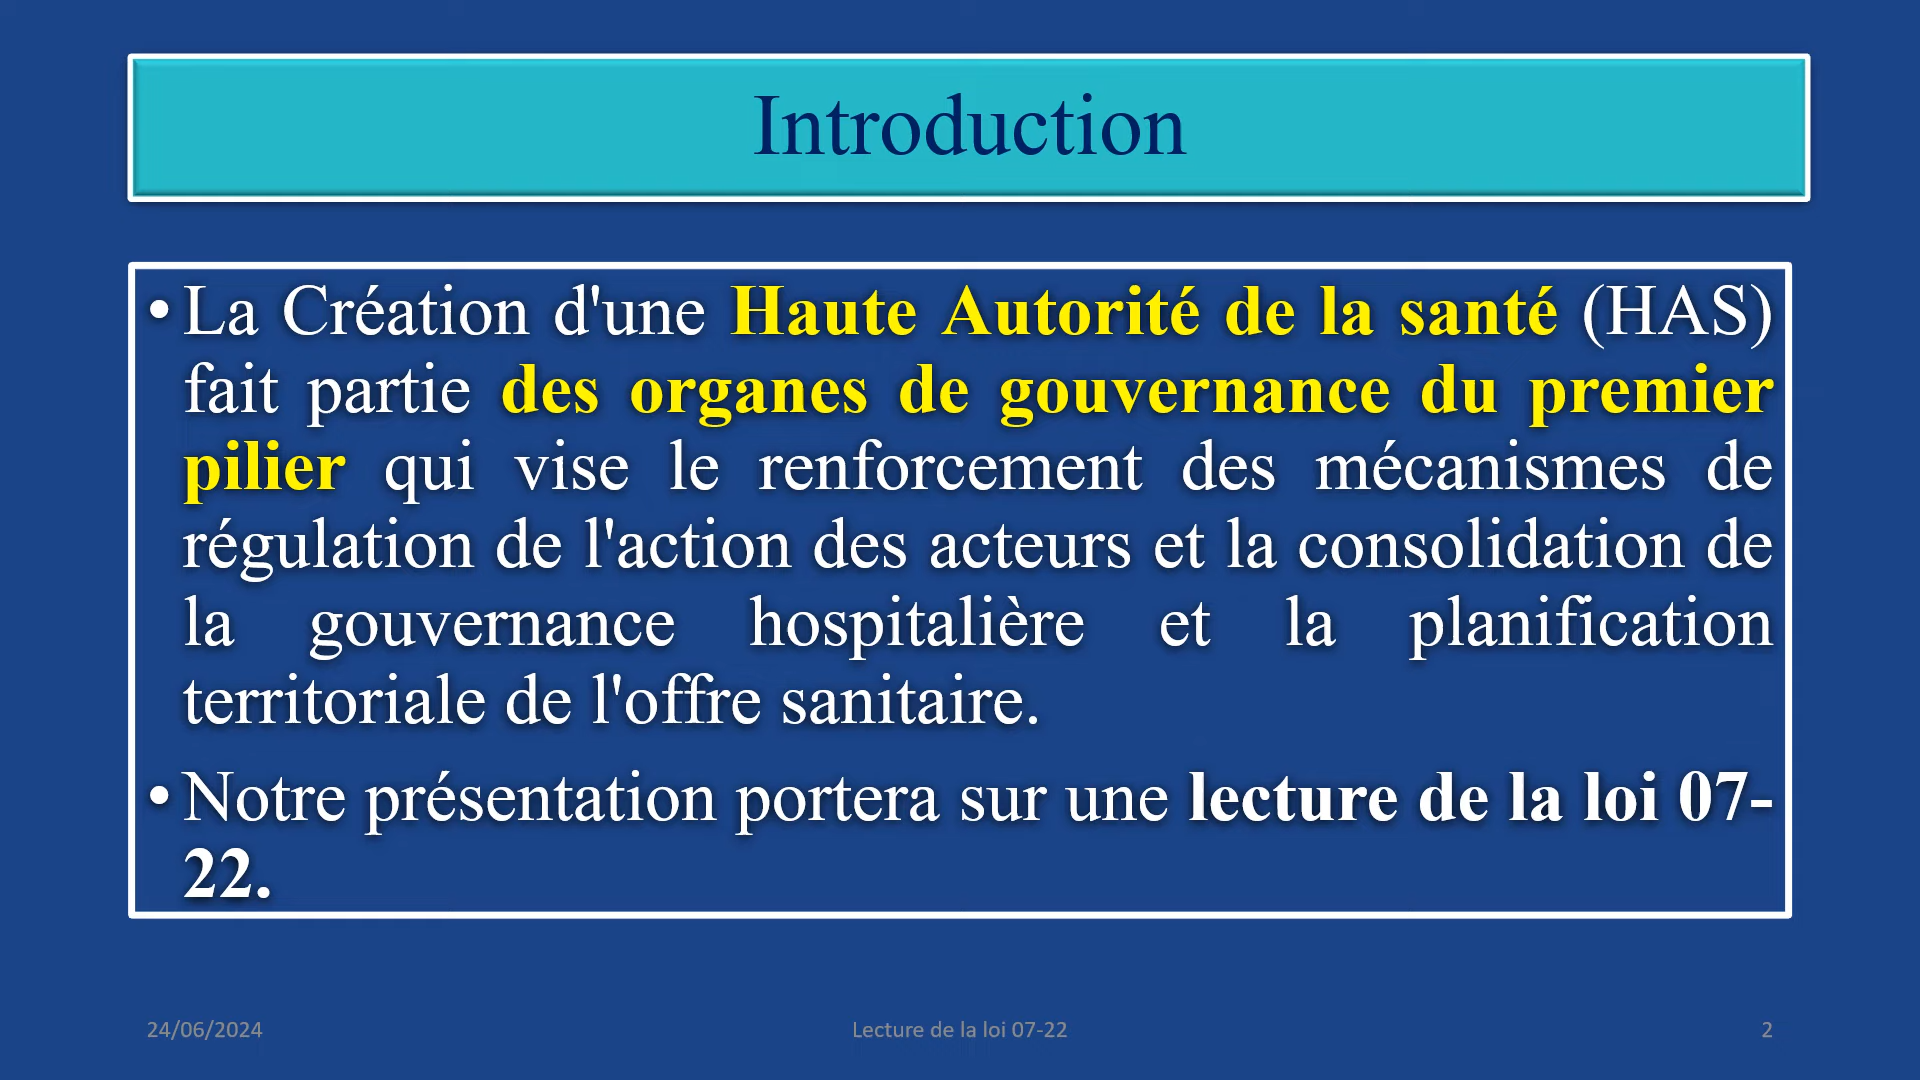 Introduction
• La Création d'une Haute Autorité de la santé (HAS)
fait partie des organes de gouvernance du premier
pilier qui vise le renforcement des mécanismes de
régulation de l'action des acteurs et la consolidation de
la gouvernance hospitalière et la planification
territoriale de l'offre sanitaire.
• Notre présentation portera sur une lecture de la loi 07-
22.
24/06/2024
Lecture de la loi 07-22
2